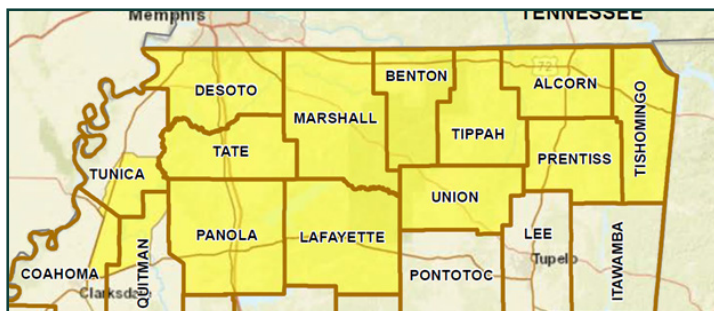 Memphis
TENNESSEE
DESOTO
MARSHALL
BENTON
72
ALCORN
TISHOMINGO
TIPPAH
TATE
PRENTISS
TUNICA
UNION
PANOLA
LAFAYETTE
LEE
Tupelo
ITAWAMBA
COAHOMA
QUITMAN
PONTOTOC
Clarksdale